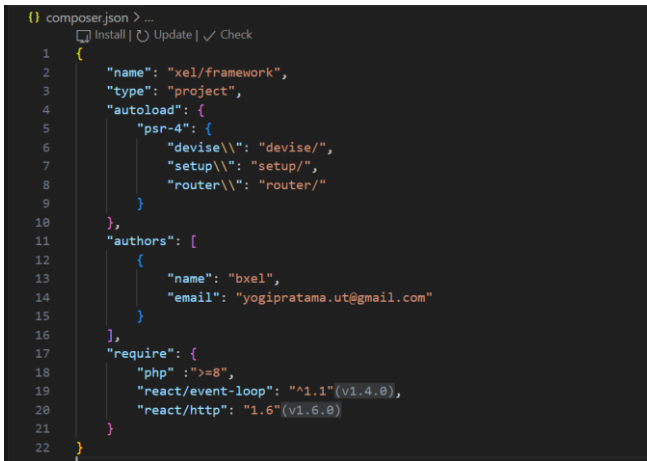 {} composer.json > ...
Install | Update | ✓ Check
1 {
2 "name": "xel/framework",
3 "type": "project",
4 "autoload": {
5 "psr-4": {
6 "devise\\": "devise/",
7 "setup\\": "setup/",
8 "router\\": "router/"
9 }
10 },
11 "authors": [
12 {
13 "name": "bxel",
14 "email": "yogipratama.ut@gmail.com"
15 }
16 ],
17 "require": {
18 "php" :">=8",
19 "react/event-loop": "^1.1"(v1.4.0),
20 "react/http": "1.6"(v1.6.0)
21 }
22 }